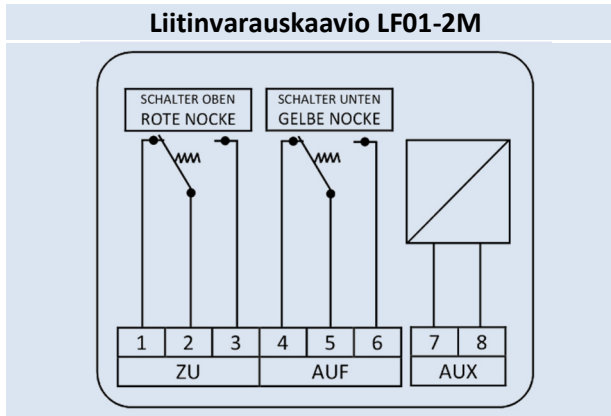 Liitinvarauskaavio LF01-2M
SCHALTER OBEN
ROTE NOCKE
SCHALTER UNTEN
GELBE NOCKE
1 2 3 4 5 6 7 8
ZU AUF AUX